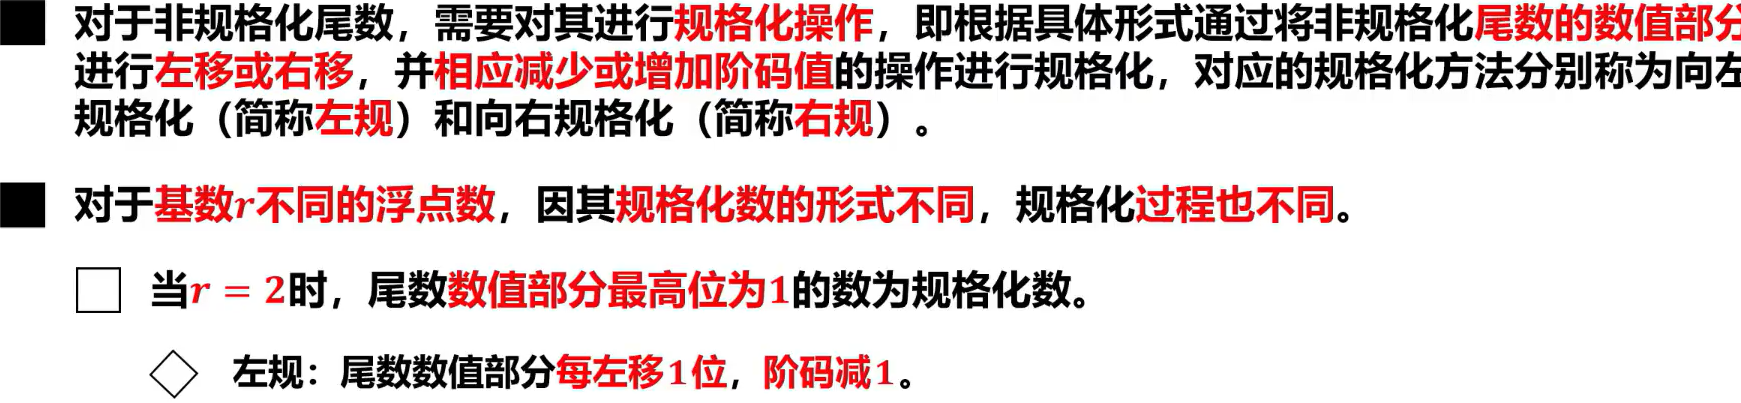 对于非规格化尾数，需要对其进行规格化操作，即根据具体形式通过将非规格化尾数的数值部分
进行左移或右移，并相应减少或增加阶码值的操作进行规格化，对应的规格化方法分别称为向左
规格化（简称左规）和向右规格化（简称右规）。
对于基数r不同的浮点数，因其规格化数的形式不同，规格化过程也不同。
当r = 2时，尾数数值部分最高位为1的数为规格化数。
左规：尾数数值部分每左移1位，阶码减1。